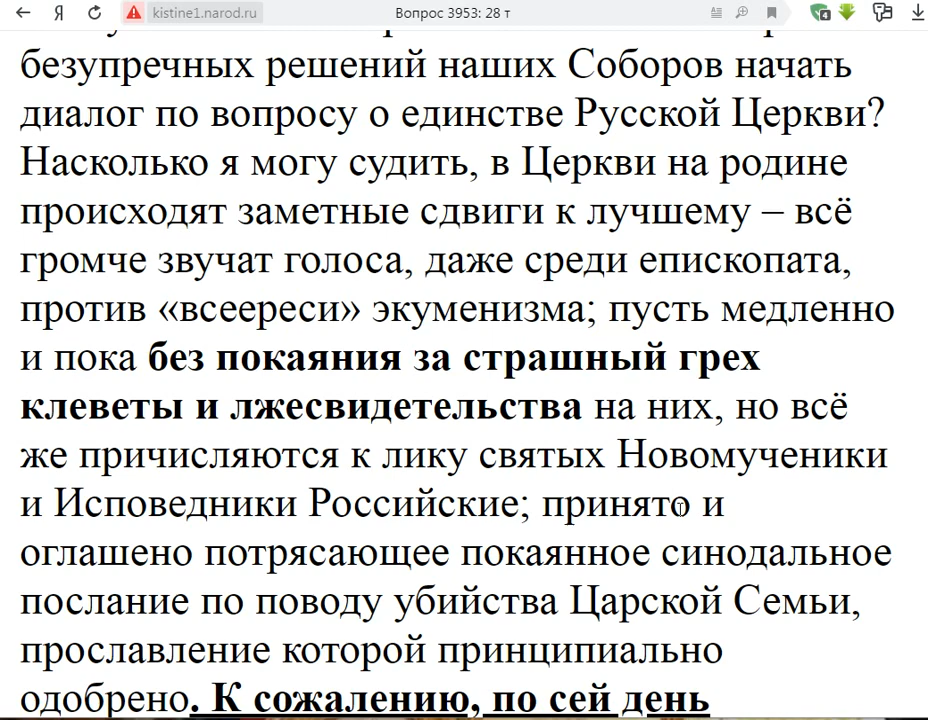 kistine1.narod.ru
Вопрос 3953: 28 т
4
безупречных решений наших Соборов начать
диалог по вопросу о единстве Русской Церкви?
Насколько я могу судить, в Церкви на родине
происходят заметные сдвиги к лучшему – всё
громче звучат голоса, даже среди епископата,
против «всеереси» экуменизма; пусть медленно
и пока без покаяния за страшный грех
клеветы и лжесвидетельства на них, но всё
же причисляются к лику святых Новомученики
и Исповедники Российские; принято и
оглашено потрясающее покаянное синодальное
послание по поводу убийства Царской Семьи,
прославление которой принципиально
одобрено. К сожалению, по сей день